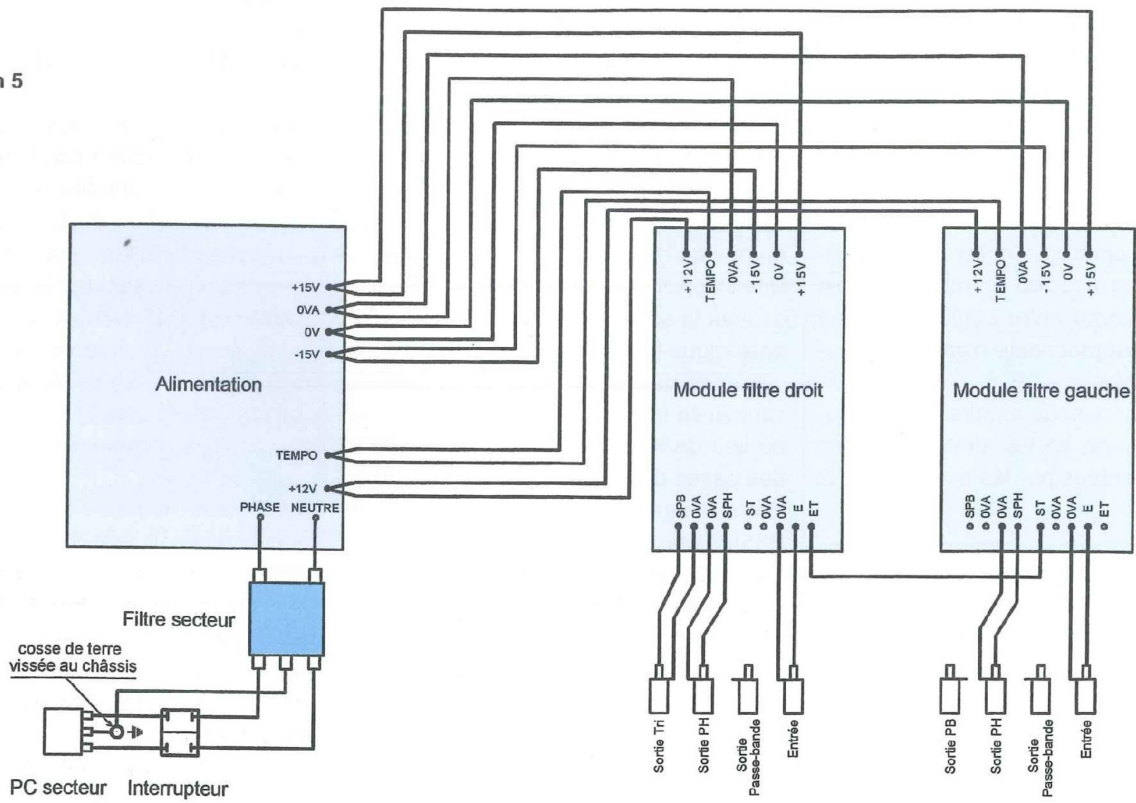 n 5
+12V
TEMPO
0VA
-15V
0V
+15V
+12V
TEMPO
0VA
-15V
0V
+15V
+15V
0VA
0V
-15V
Alimentation
Module filtre droit
Module filtre gauche
TEMPO
+12V
PHASE NEUTRE
SPB
0VA
0VA
SPH
ST
0VA
0VA
E
ET
SPB
0VA
0VA
SPH
ST
0VA
0VA
E
ET
Filtre secteur
cosse de terre
vissée au châssis
PC secteur
Interrupteur
Sortie Tri
Sortie PH
Sortie
Passe-bande
Entrée
Sortie PB
Sortie PH
Sortie
Passe-bande
Entrée